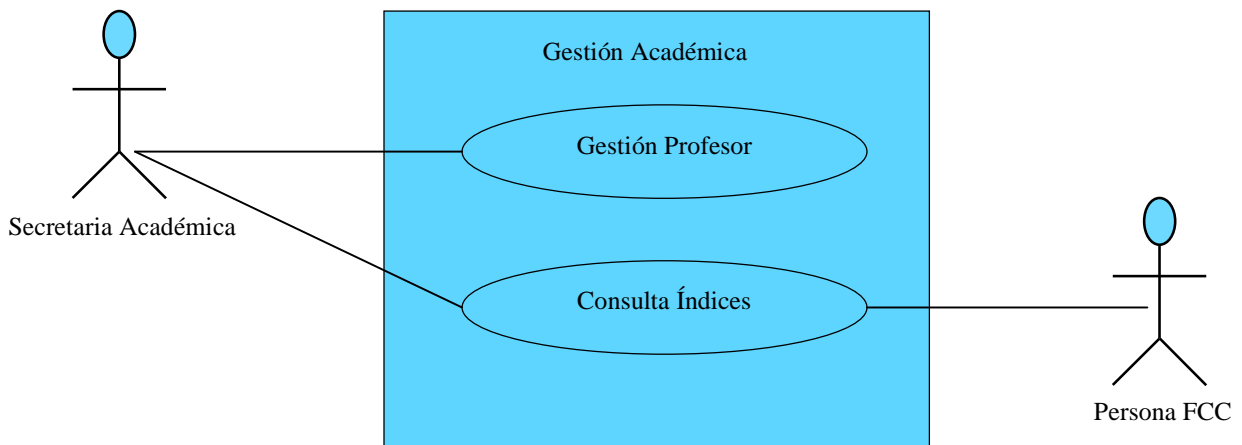 Gestión Académica
Gestión Profesor
Secretaria Académica
Consulta Índices
Persona FCC